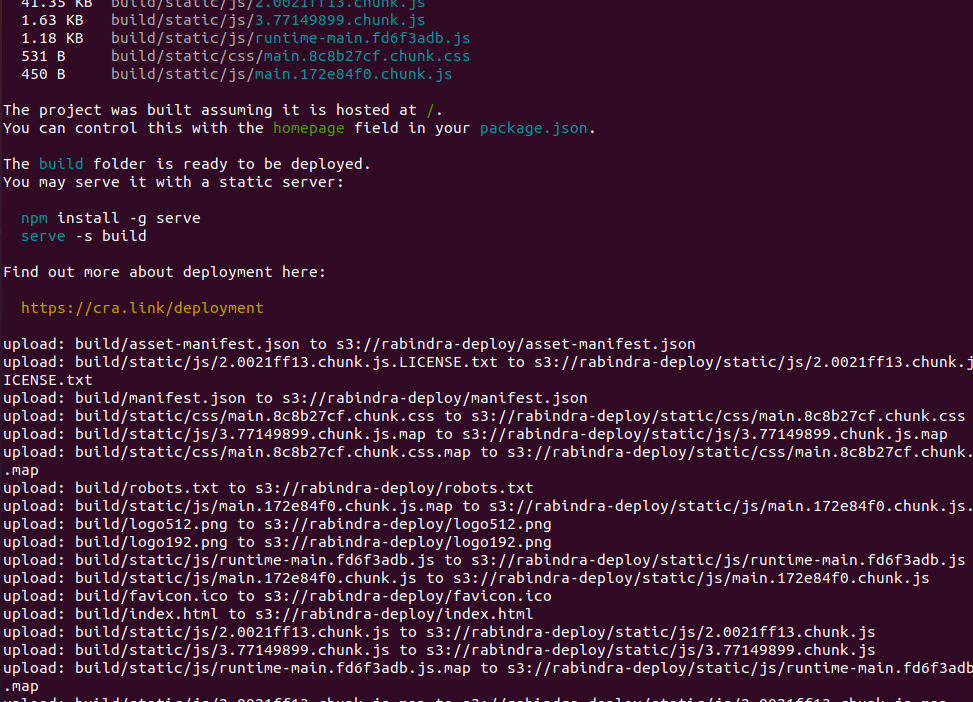 41.35 KB  build/static/js/2.0021ff13.chunk.js
1.63 KB   build/static/js/3.77149899.chunk.js
1.18 KB   build/static/js/runtime-main.fd6f3adb.js
531 B     build/static/css/main.8c8b27cf.chunk.css
450 B     build/static/js/main.172e84f0.chunk.js
The project was built assuming it is hosted at /.
You can control this with the homepage field in your package.json.
The build folder is ready to be deployed.
You may serve it with a static server:
npm install -g serve
serve -s build
Find out more about deployment here:
https://cra.link/deployment
upload: build/asset-manifest.json to s3://rabindra-deploy/asset-manifest.json
upload: build/static/js/2.0021ff13.chunk.js.LICENSE.txt to s3://rabindra-deploy/static/js/2.0021ff13.chunk.j
ICENSE.txt
upload: build/manifest.json to s3://rabindra-deploy/manifest.json
upload: build/static/css/main.8c8b27cf.chunk.css to s3://rabindra-deploy/static/css/main.8c8b27cf.chunk.css
upload: build/static/js/3.77149899.chunk.js.map to s3://rabindra-deploy/static/js/3.77149899.chunk.js.map
upload: build/static/css/main.8c8b27cf.chunk.css.map to s3://rabindra-deploy/static/css/main.8c8b27cf.chunk.
.map
upload: build/robots.txt to s3://rabindra-deploy/robots.txt
upload: build/static/js/main.172e84f0.chunk.js.map to s3://rabindra-deploy/static/js/main.172e84f0.chunk.js.
upload: build/logo512.png to s3://rabindra-deploy/logo512.png
upload: build/logo192.png to s3://rabindra-deploy/logo192.png
upload: build/static/js/runtime-main.fd6f3adb.js to s3://rabindra-deploy/static/js/runtime-main.fd6f3adb.js
upload: build/static/js/main.172e84f0.chunk.js to s3://rabindra-deploy/static/js/main.172e84f0.chunk.js
upload: build/favicon.ico to s3://rabindra-deploy/favicon.ico
upload: build/index.html to s3://rabindra-deploy/index.html
upload: build/static/js/2.0021ff13.chunk.js to s3://rabindra-deploy/static/js/2.0021ff13.chunk.js
upload: build/static/js/3.77149899.chunk.js to s3://rabindra-deploy/static/js/3.77149899.chunk.js
upload: build/static/js/runtime-main.fd6f3adb.js.map to s3://rabindra-deploy/static/js/runtime-main.fd6f3adb
.map